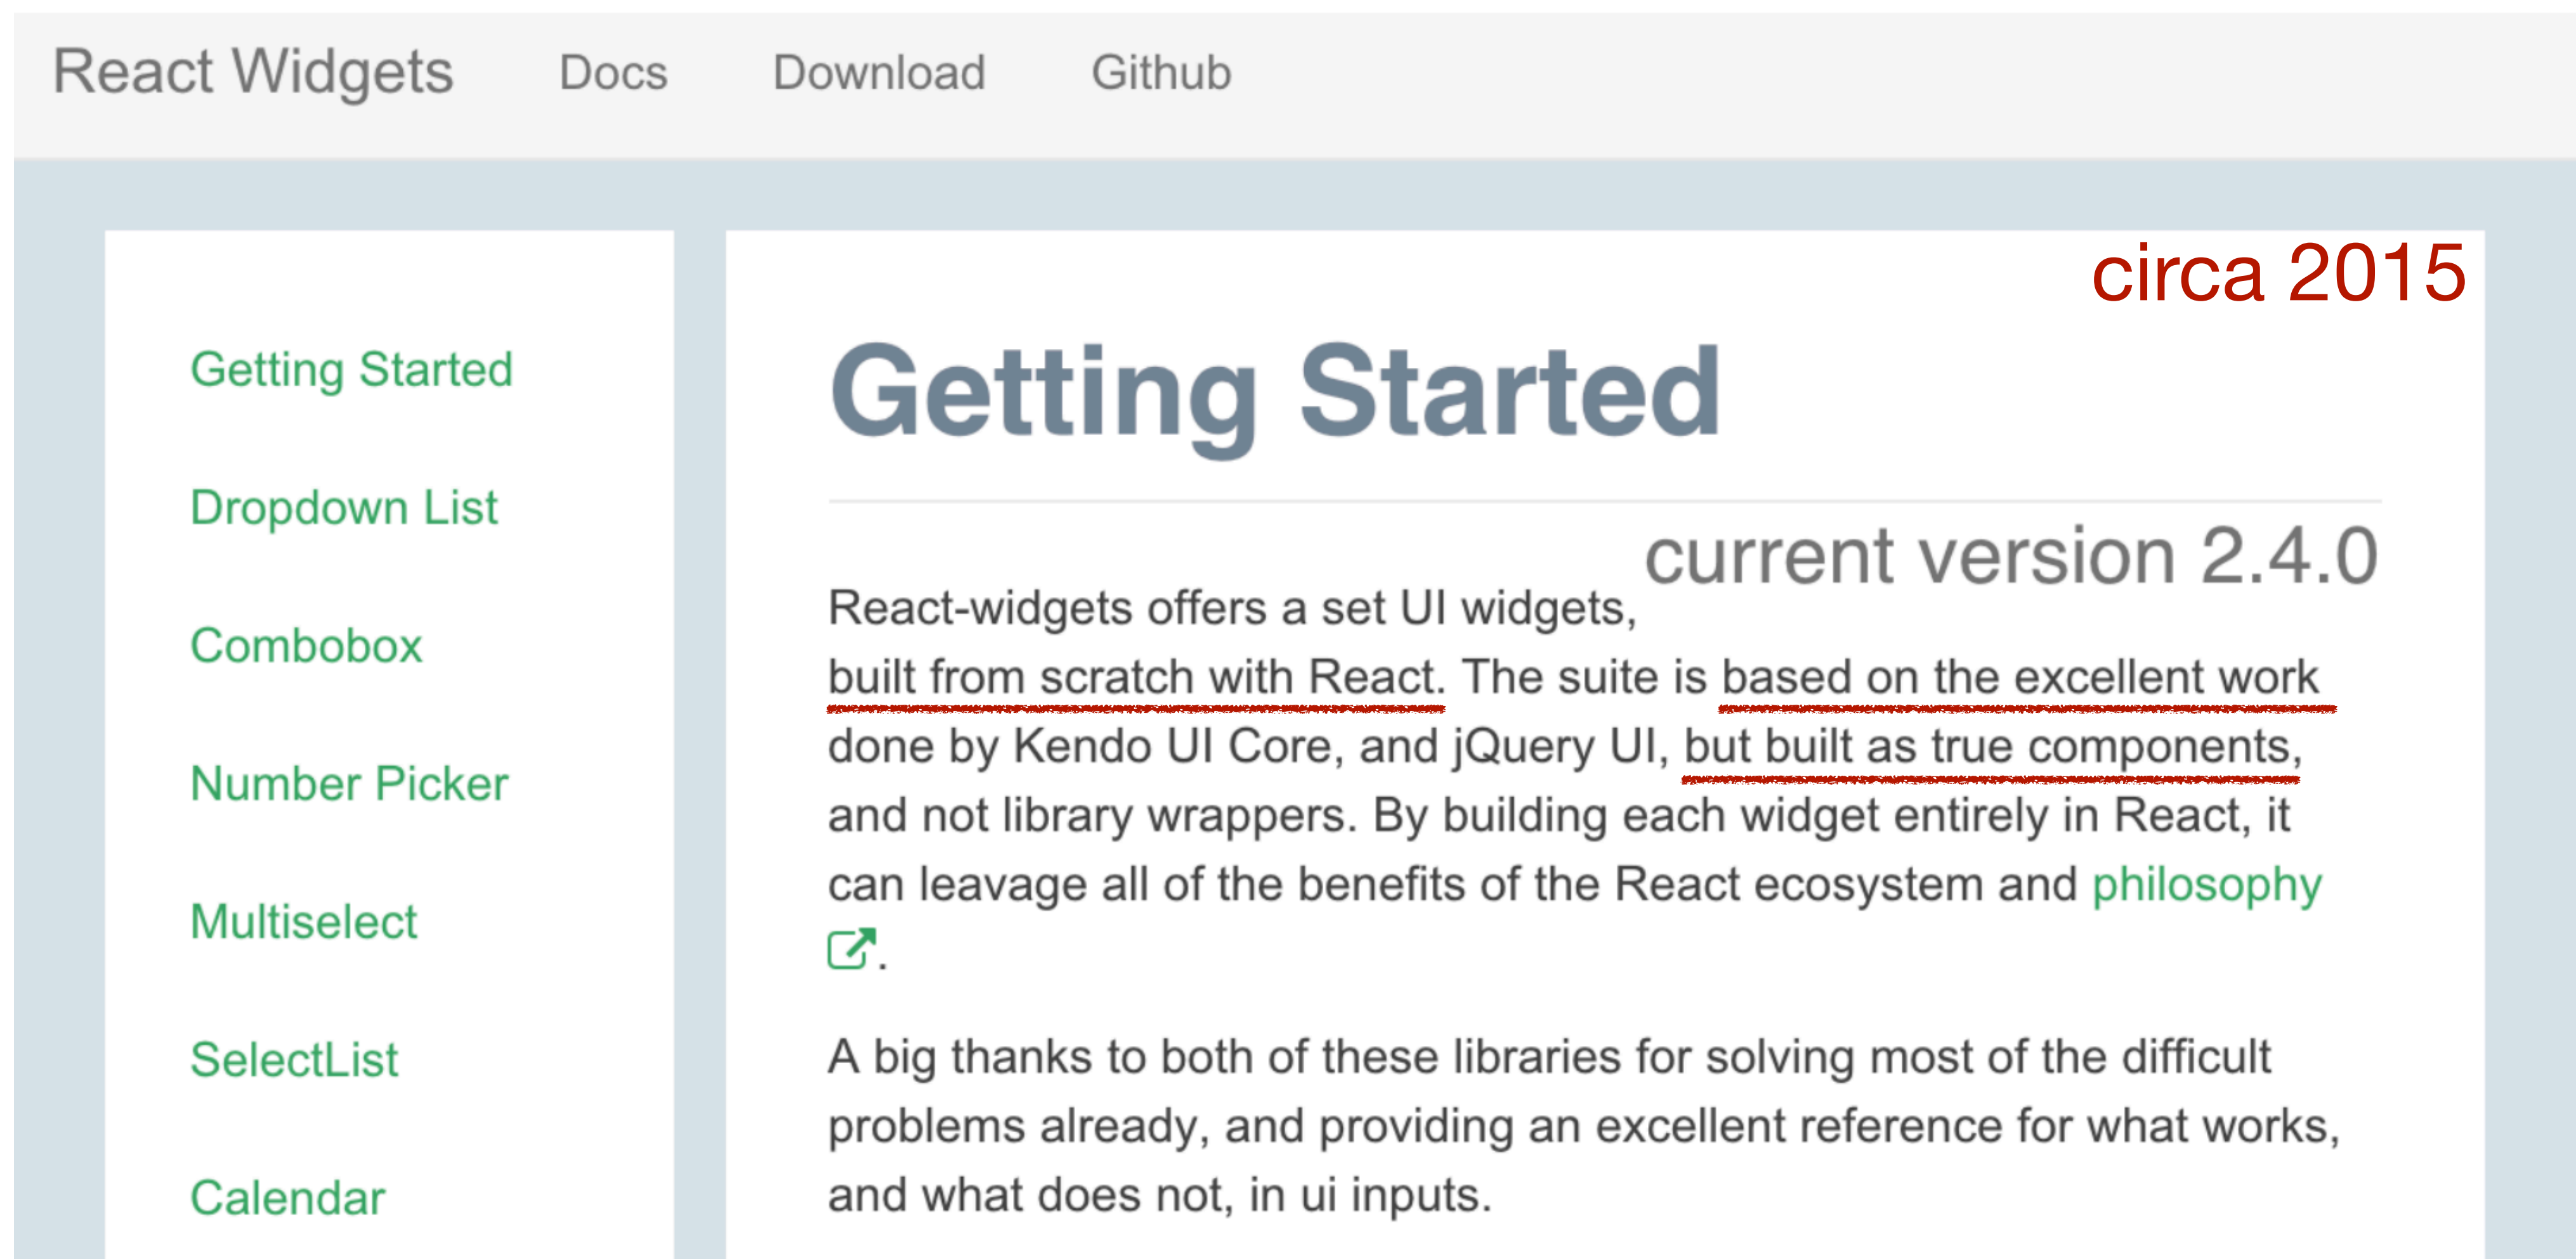 React Widgets Docs Download Github
circa 2015
Getting Started
Dropdown List
Combobox
Number Picker
Multiselect
SelectList
Calendar
Getting Started
current version 2.4.0
React-widgets offers a set UI widgets,
built from scratch with React. The suite is based on the excellent work
done by Kendo UI Core, and jQuery UI, but built as true components,
and not library wrappers. By building each widget entirely in React, it
can leavage all of the benefits of the React ecosystem and philosophy
.
A big thanks to both of these libraries for solving most of the difficult
problems already, and providing an excellent reference for what works,
and what does not, in ui inputs.